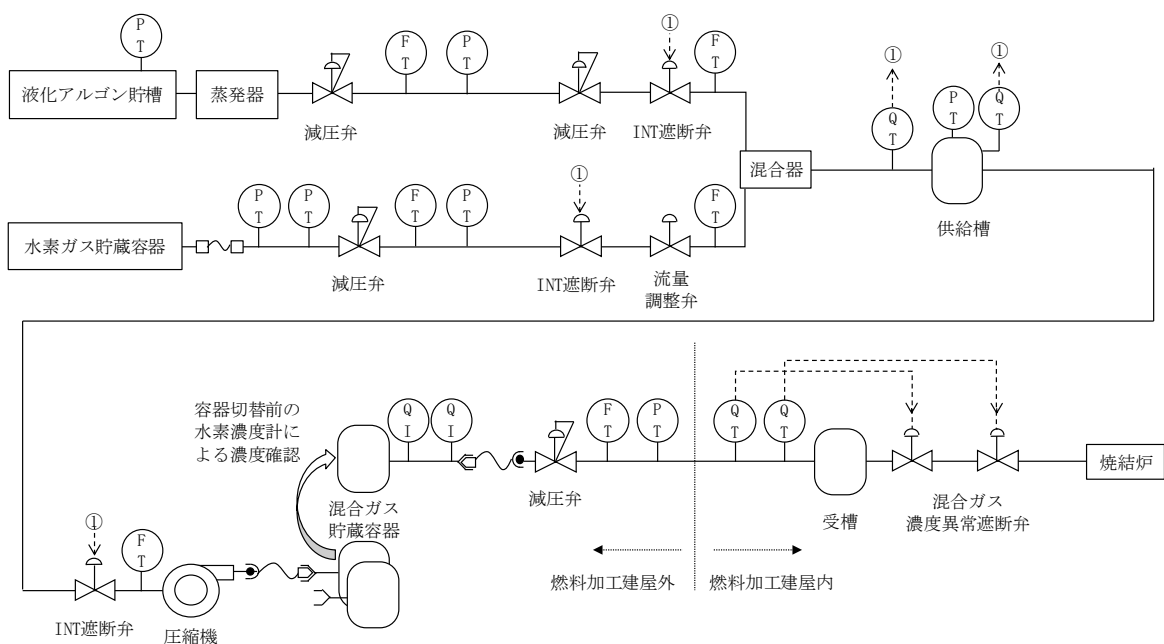 P
T
液化アルゴン貯槽
蒸発器
減圧弁
F
T
P
T
減圧弁
①
INT遮断弁
F
T
混合器
①
Q
T
P
T
①
Q
T
供給槽
水素ガス貯蔵容器
P
T
P
T
減圧弁
F
T
P
T
①
INT遮断弁
流量
調整弁
F
T
容器切替前の
水素濃度計に
よる濃度確認
①
INT遮断弁
F
T
圧縮機
混合ガス
貯蔵容器
Q
I
Q
I
減圧弁
F
T
P
T
燃料加工建屋外
燃料加工建屋内
Q
T
Q
T
受槽
混合ガス
濃度異常遮断弁
焼結炉